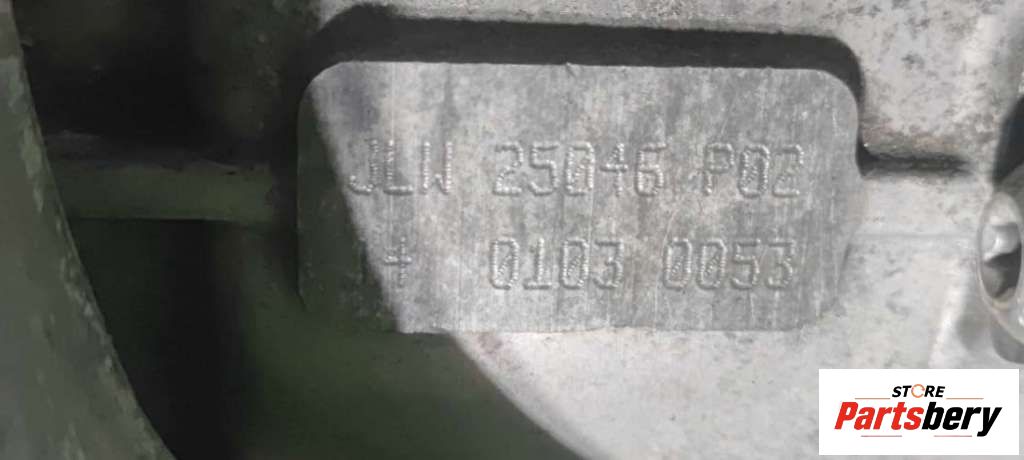 JLW 25046 P02
+ 0103 0053
STORE
Partsbery